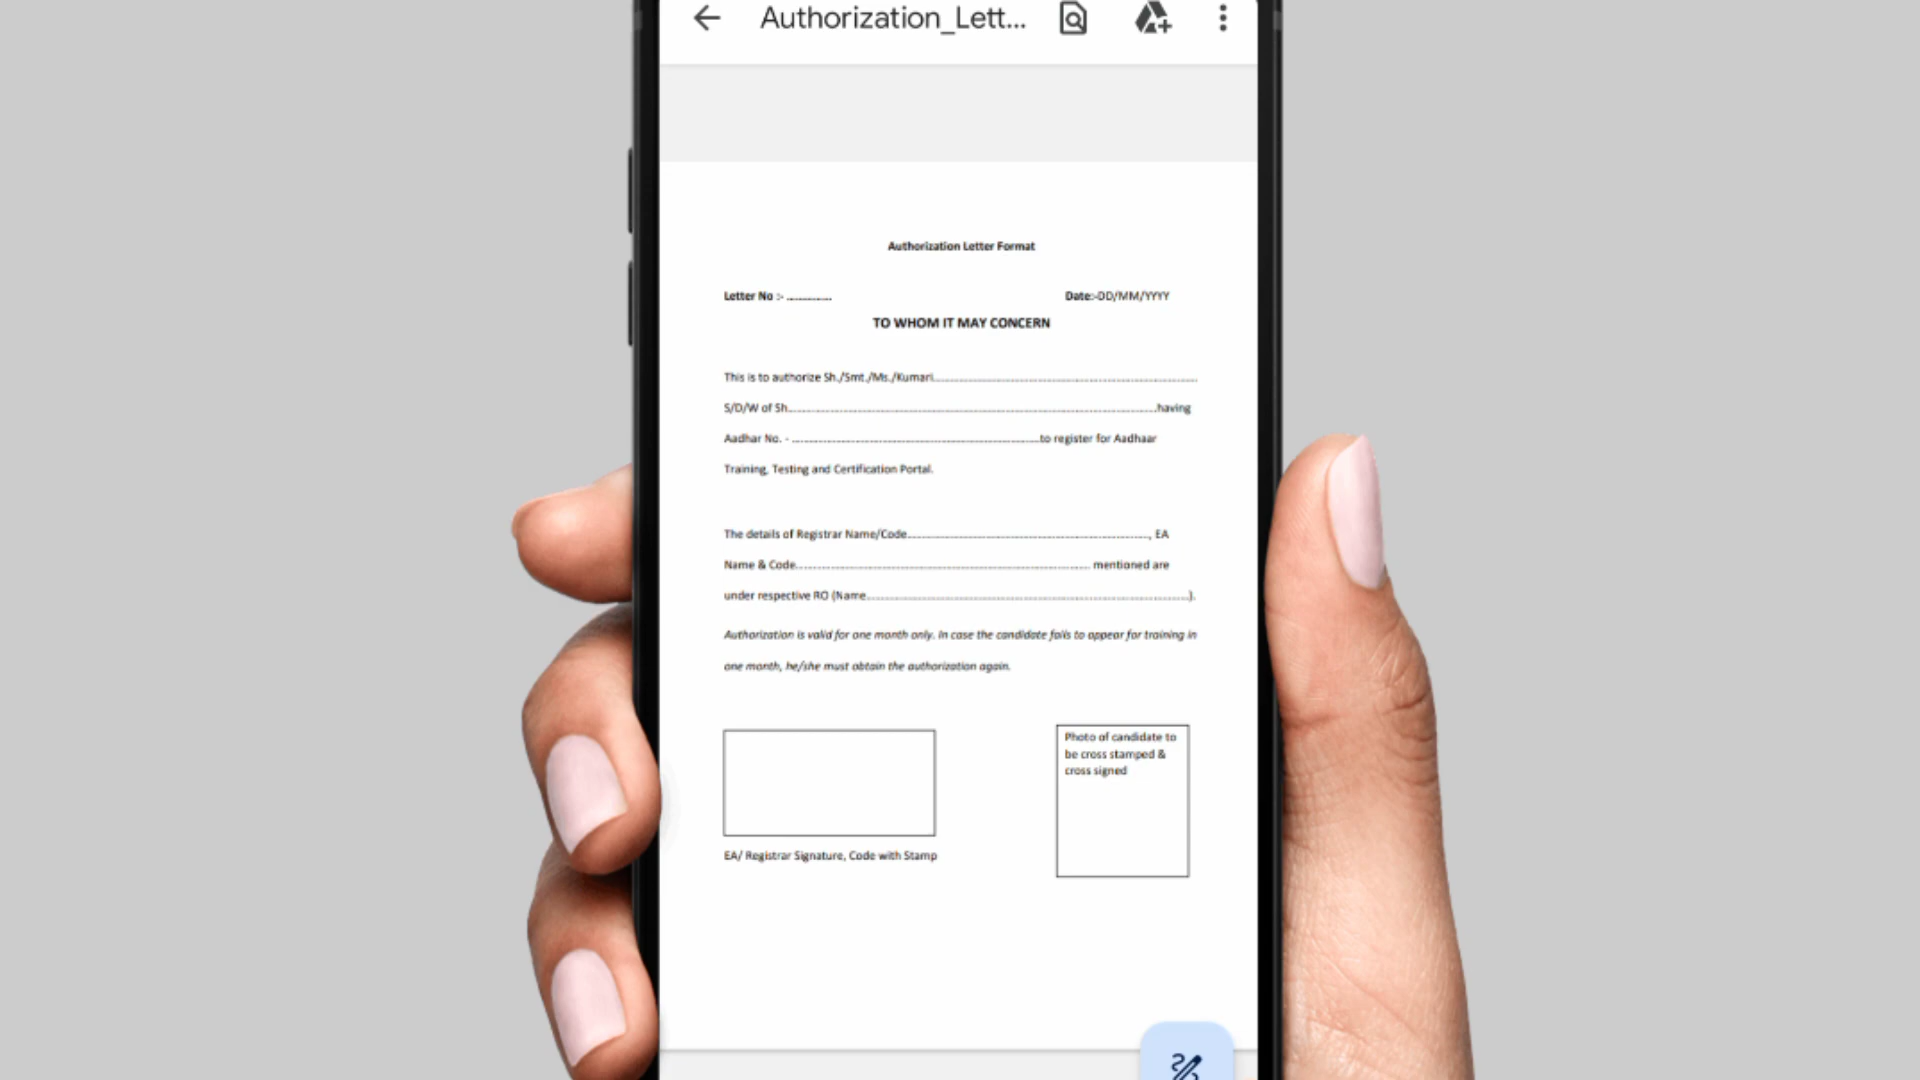 Authorization_Lett...
Authorization Letter Format
Letter No :- ............... Date:-DD/MM/YYYY
TO WHOM IT MAY CONCERN
This is to authorize Sh./Smt./Ms./Kumari...............................................................................
S/D/W of Sh...............................................................................having
Aadhar No. - ...............................................................................to register for Aadhaar
Training, Testing and Certification Portal.
The details of Registrar Name/Code..............................................................................., EA
Name & Code............................................................................... mentioned are
under respective RO (Name...............................................................................).
Authorization is valid for one month only. In case the candidate fails to appear for training in
one month, he/she must obtain the authorization again.
Photo of candidate to
be cross stamped &
cross signed
EA/ Registrar Signature, Code with Stamp